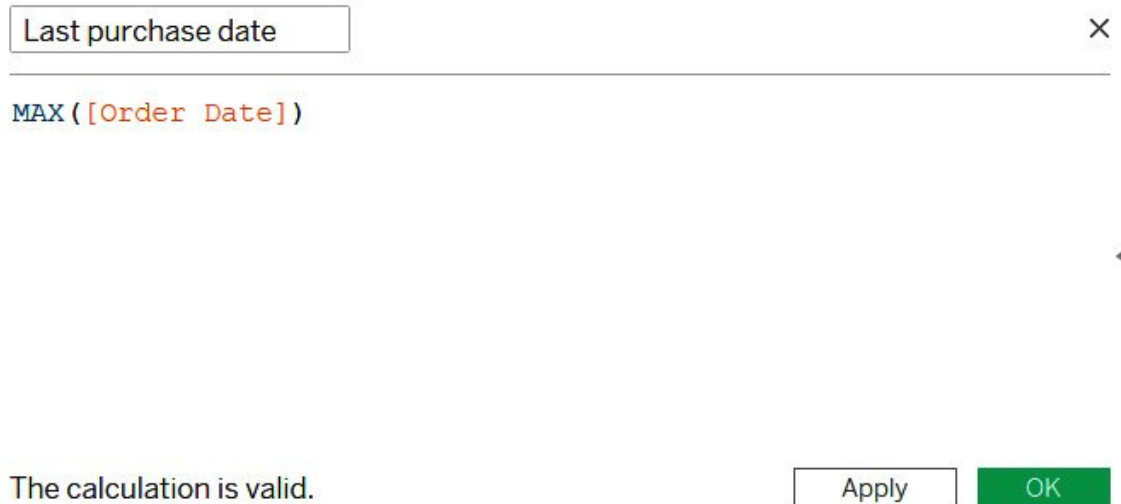 Last purchase date
MAX([Order Date])
The calculation is valid.
Apply
OK